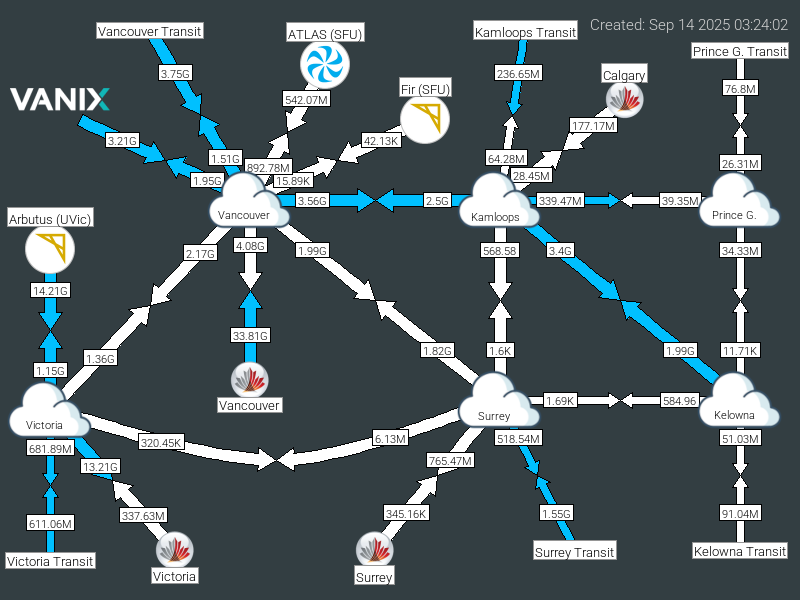 Created: Sep 14 2025 03:24:02
Vancouver Transit
ATLAS (SFU)
Kamloops Transit
Prince G. Transit
3.75G
236.65M
Calgary
76.8M
VANIX
542.07M
Fir (SFU)
177.17M
3.21G
42.13K
1.51G
892.78M
64.28M
26.31M
1.95G
15.89K
28.45M
3.56G
2.5G
339.47M
39.35M
Vancouver
Kamloops
Prince G.
Arbutus (UVic)
2.17G
4.08G
1.99G
568.58
3.4G
34.33M
14.21G
33.81G
1.36G
1.82G
1.6K
1.99G
11.71K
1.15G
Vancouver
1.69K
584.96
Victoria
Surrey
Kelowna
681.89M
320.45K
6.13M
518.54M
51.03M
13.21G
765.47M
611.06M
337.63M
345.16K
1.55G
91.04M
Victoria Transit
Victoria
Surrey
Surrey Transit
Kelowna Transit